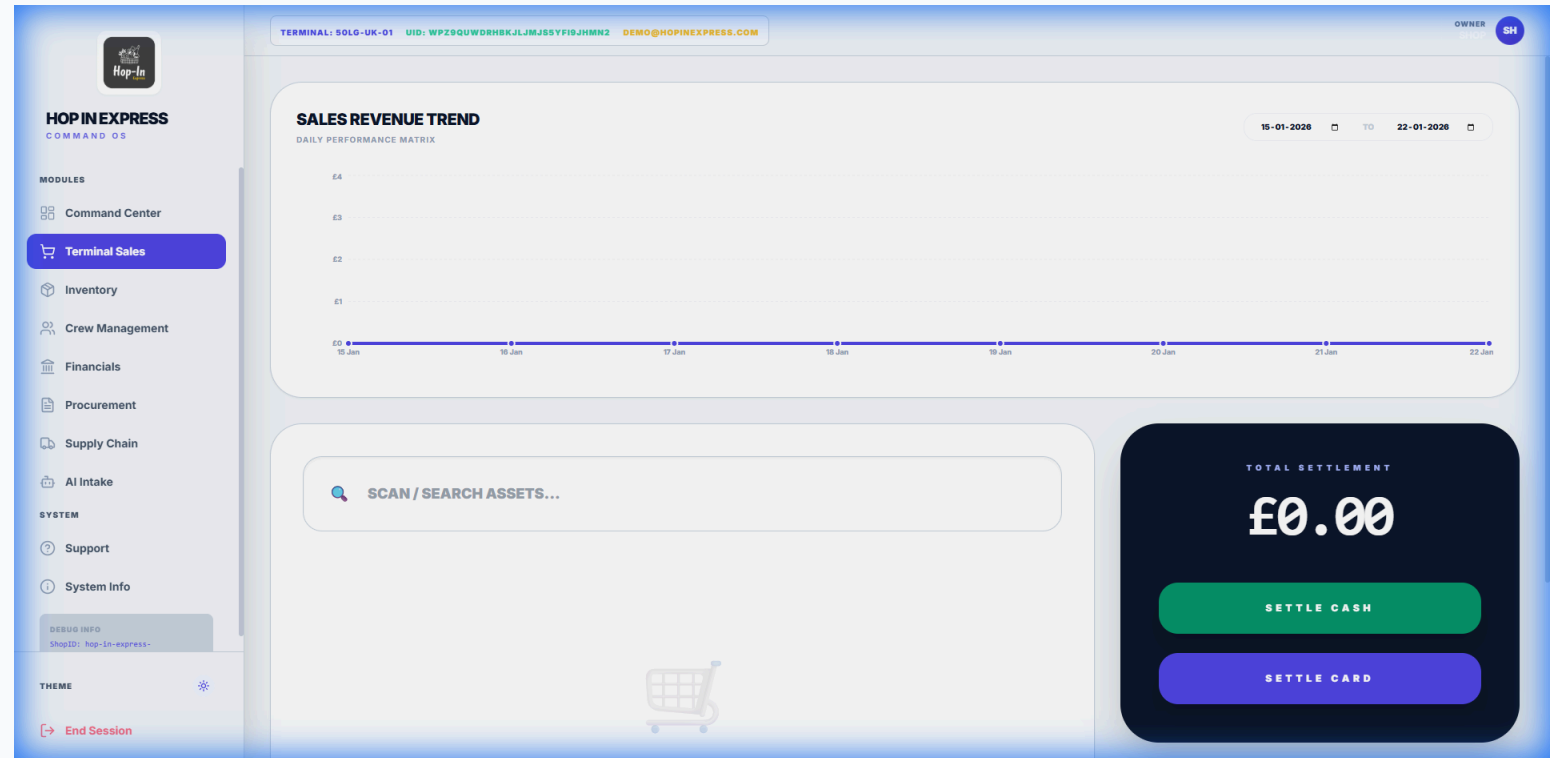 Hop-In
HOP IN EXPRESS
COMMAND OS
MODULES
Command Center
Terminal Sales
Inventory
Crew Management
Financials
Procurement
Supply Chain
AI Intake
SYSTEM
Support
System Info
DEBUG INFO
ShopID: hop-in-express-
THEME
End Session
TERMINAL: 50LG-UK-01 UID: WPZ9QUWDRHBKJLJMJS5YFI9JHMN2 DEMO@HOPINEXPRESS.COM
OWNER
SHOP
SH
SALES REVENUE TREND
DAILY PERFORMANCE MATRIX
15-01-2026 TO 22-01-2026
£4
£3
£2
£1
£0
15 Jan 16 Jan 17 Jan 18 Jan 19 Jan 20 Jan 21 Jan 22 Jan
SCAN / SEARCH ASSETS...
TOTAL SETTLEMENT
£0.00
SETTLE CASH
SETTLE CARD